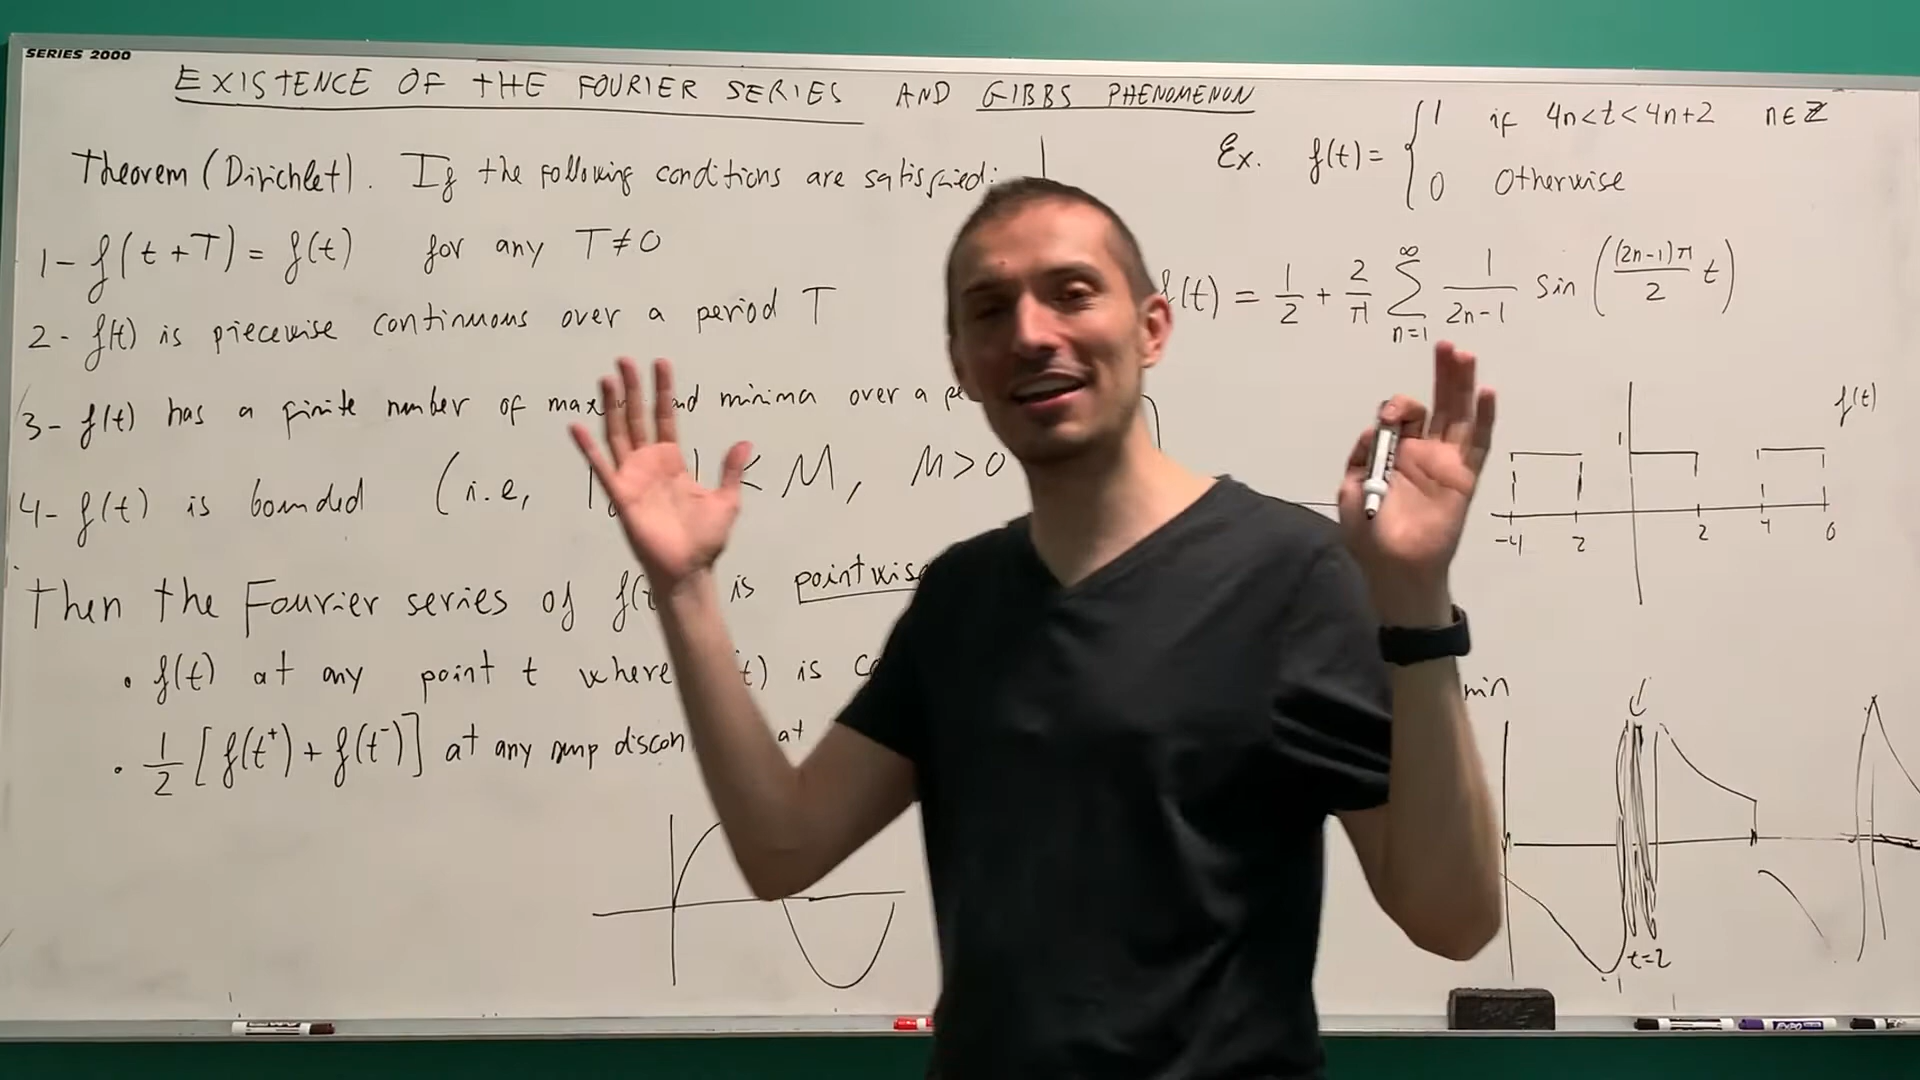 SERIES 2000
EXISTENCE OF THE FOURIER SERIES AND GIBBS PHENOMENON
Theorem (Dirichlet). If the following conditions are satisfied:
1- f(t+T) = f(t) for any T≠0
2- f(t) is piecewise continuous over a period T
3- f(t) has a finite number of and minima over a
4- f(t) is bounded (i.e, < M, M>0
Then the Fourier series of is pointwise
• f(t) at any point t where is
• 1/2 [f(t⁺) + f(t⁻)] at any jump at
Ex. f(t) = { 1 if 4n<t<4n+2 n∈ℤ
0 Otherwise
f(t) = 1/2 + 2/π ∑_{n=1}^{∞} 1/(2n-1) sin((2n-1)π/2 t)
f(t)
1
-4 2 2 4 6
min
t=2
EXPO